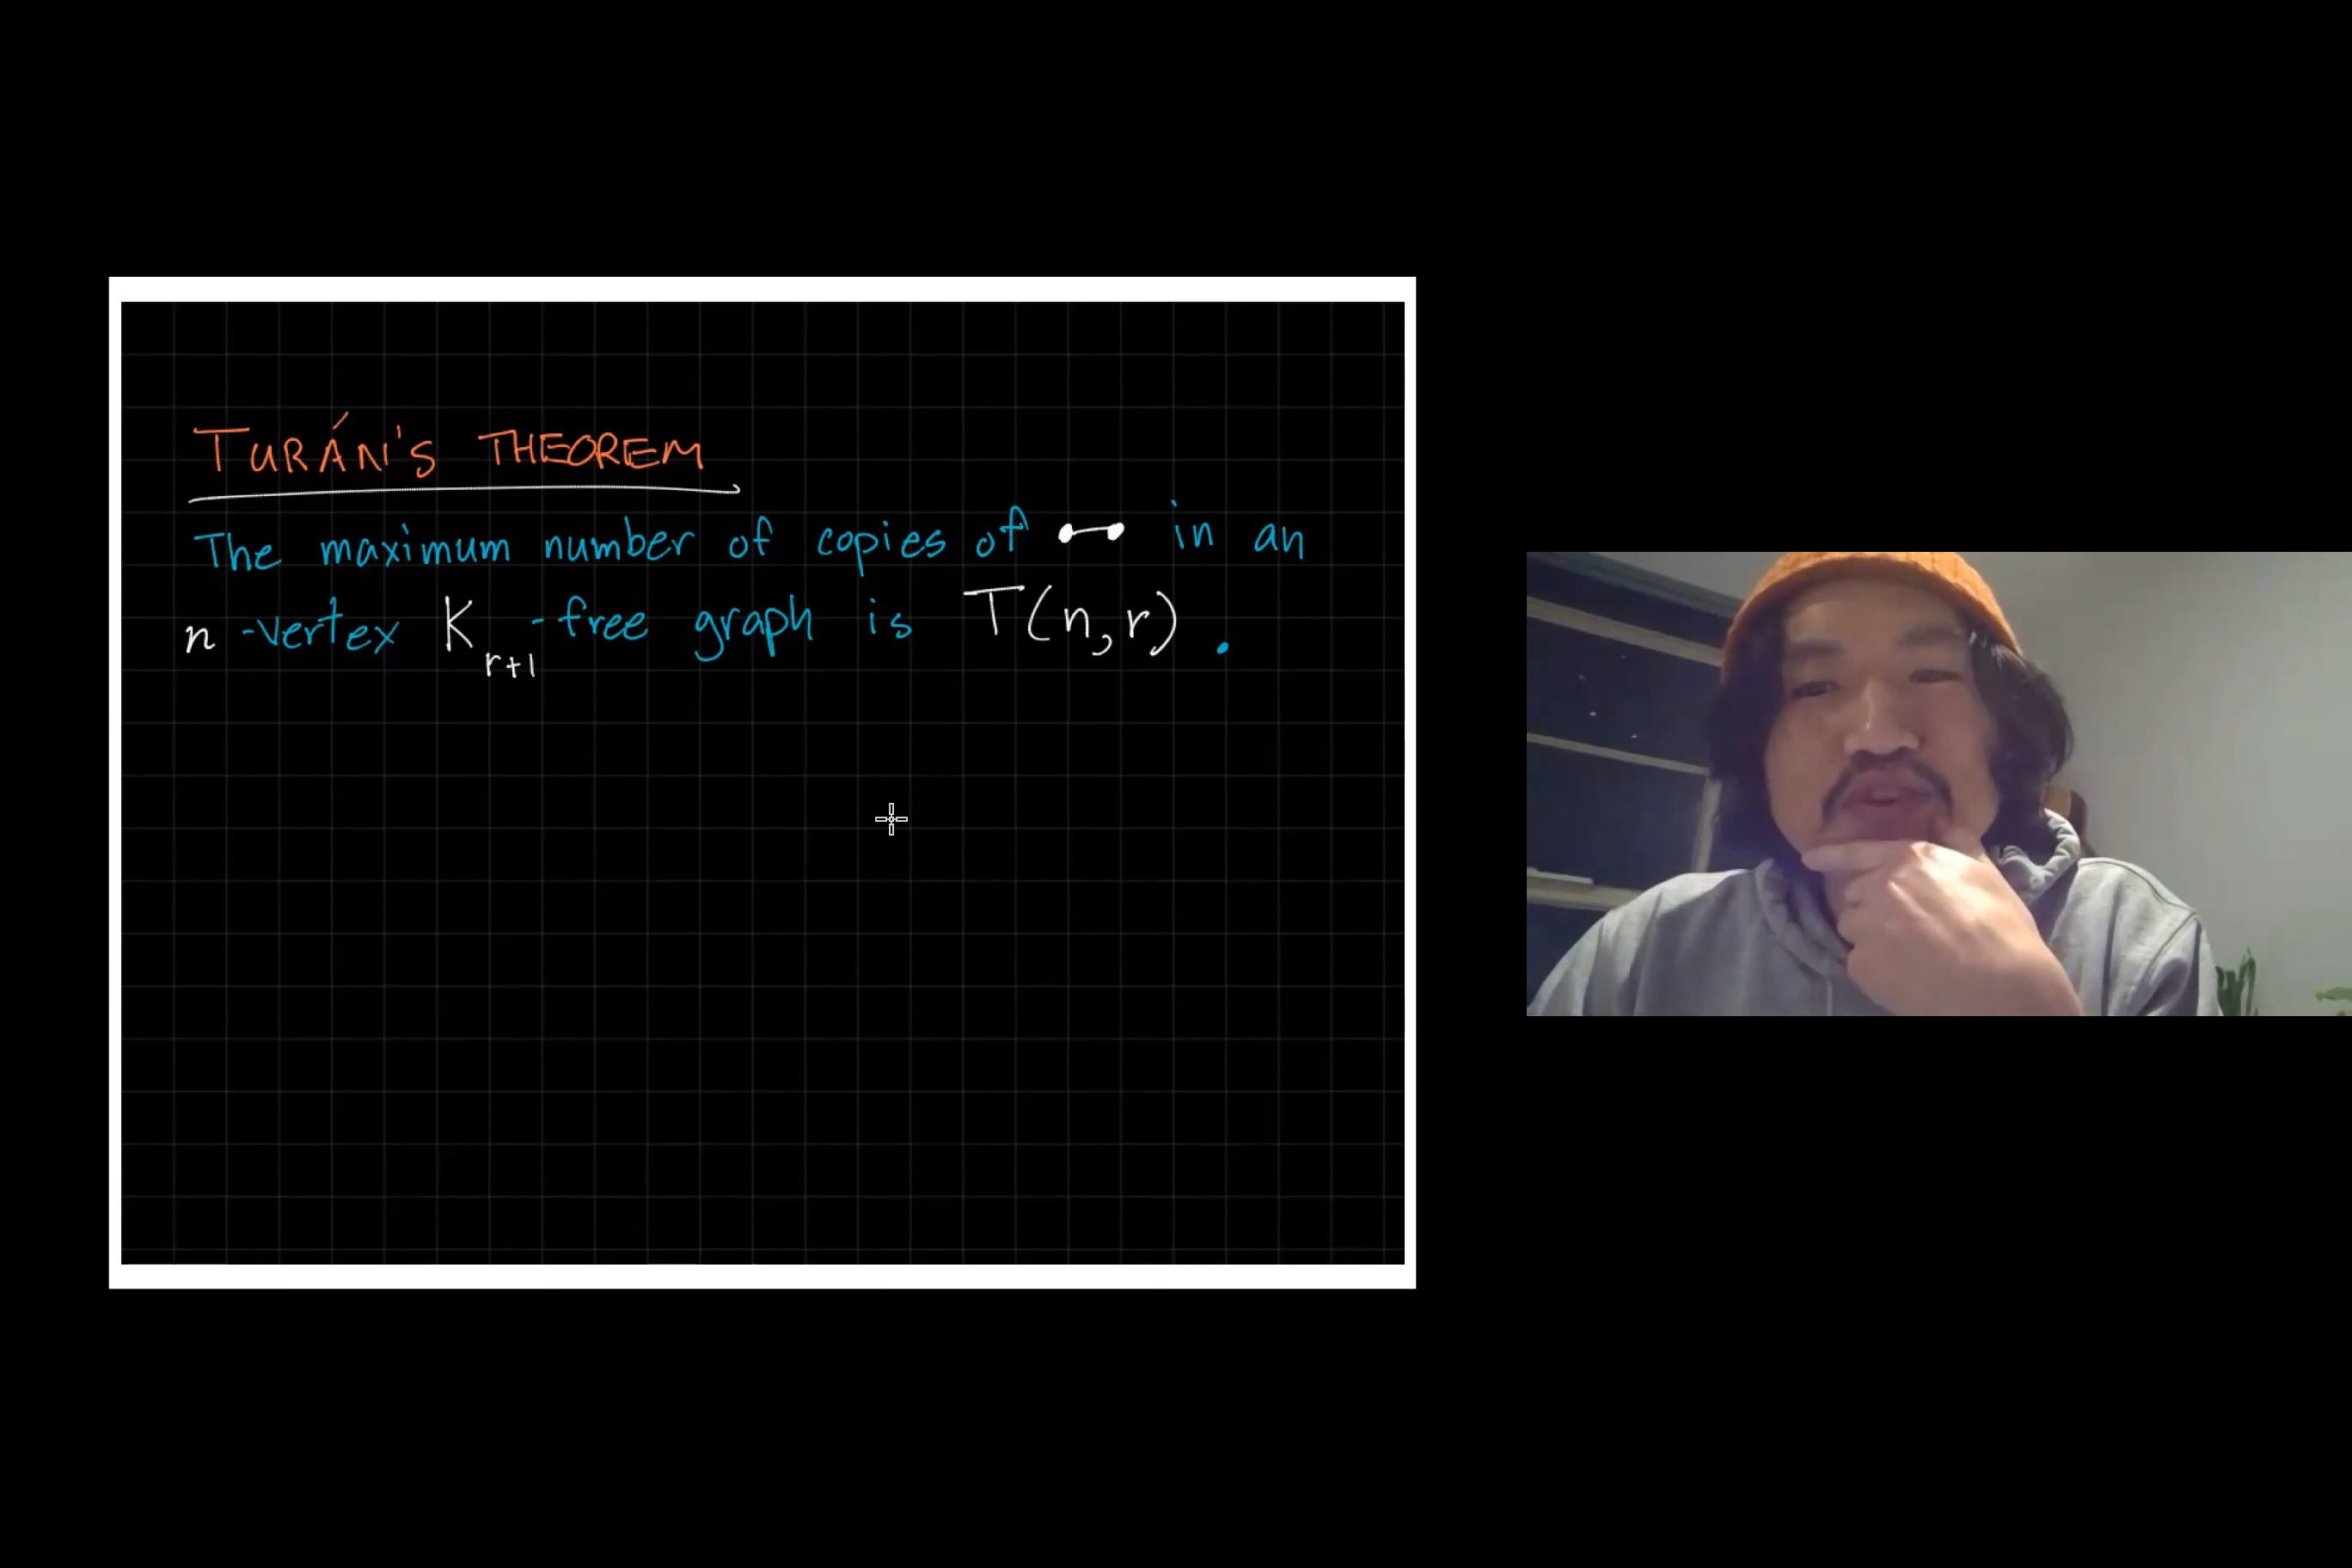 TURÁN'S THEOREM
The maximum number of copies of in an
n-vertex K_{r+1}-free graph is T(n,r).